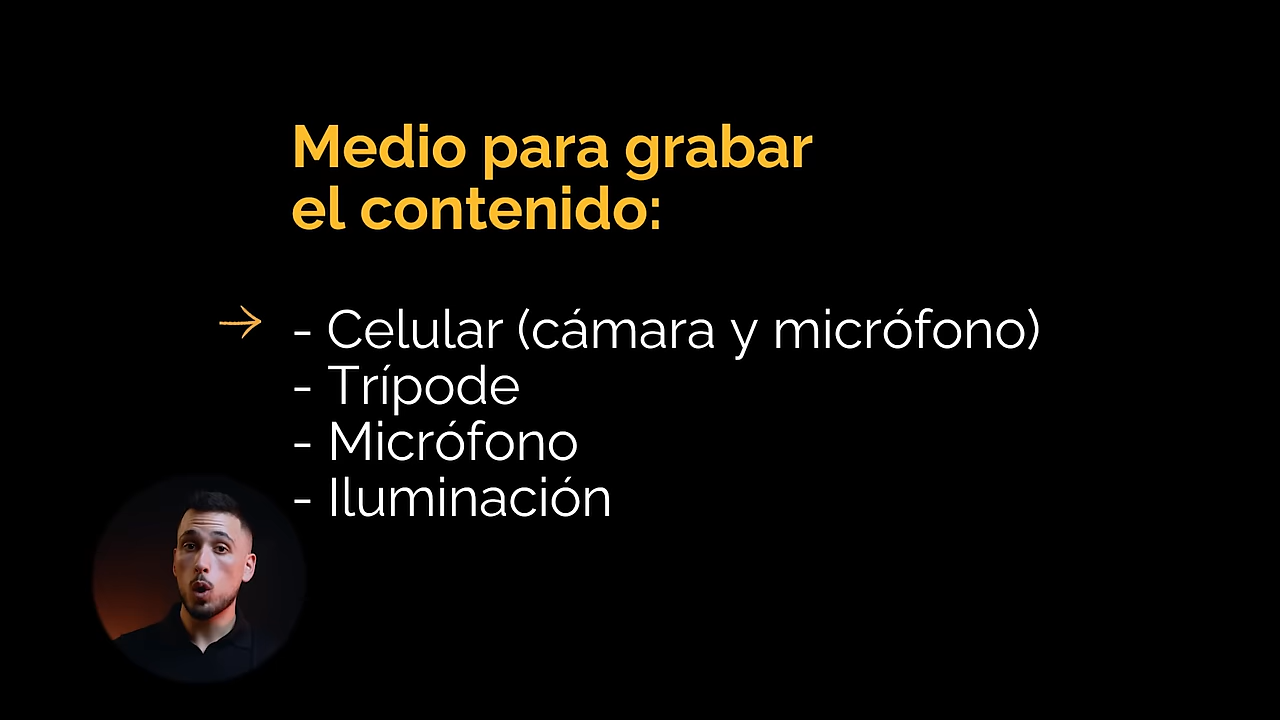 Medio para grabar
el contenido:
→ - Celular (cámara y micrófono)
- Trípode
- Micrófono
- Iluminación